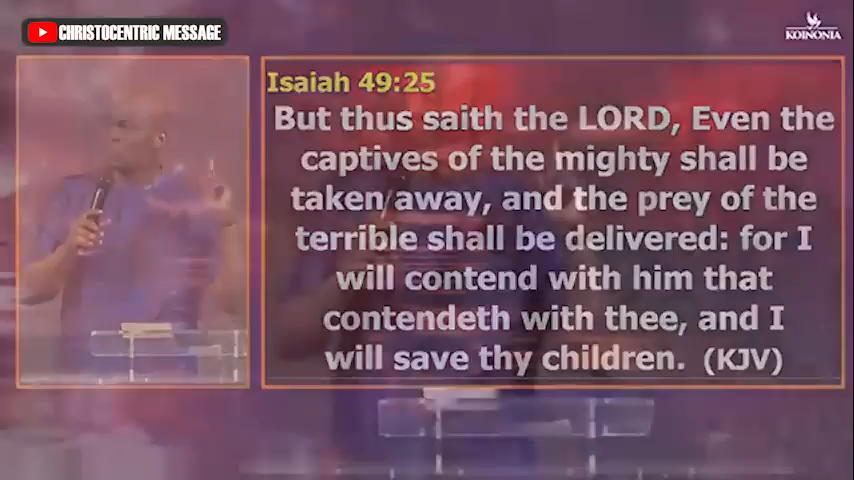 CHRISTOCENTRIC MESSAGE
KOINONIA
Isaiah 49:25
But thus saith the LORD, Even the
captives of the mighty shall be
taken away, and the prey of the
terrible shall be delivered: for I
will contend with him that
contendeth with thee, and I
will save thy children. (KJV)